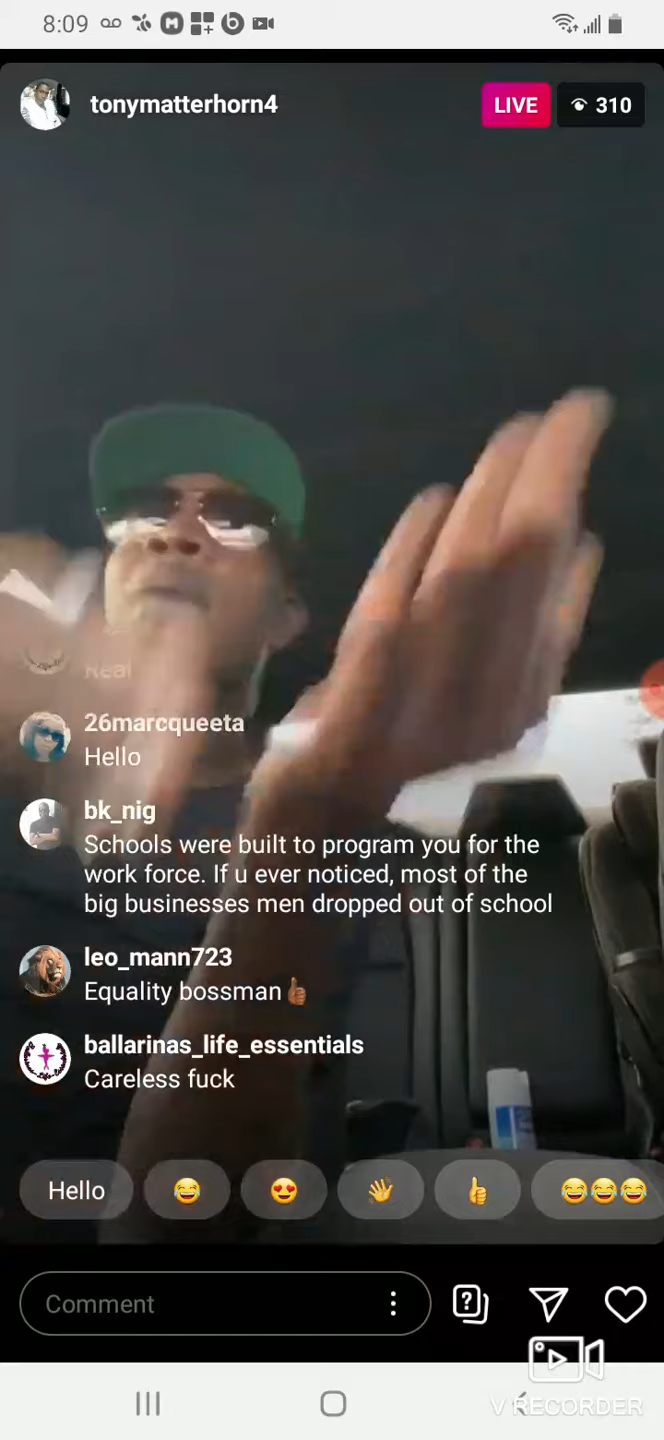 8:09
tonymatterhorn4
LIVE
310
Real
26marcqueeta
Hello
bk_nig
Schools were built to program you for the
work force. If u ever noticed, most of the
big businesses men dropped out of school
leo_mann723
Equality bossman👍🏾
ballarinas_life_essentials
Careless fuck
Hello 😂 😍 👋 👍 😂😂😂
Comment
V RECORDER